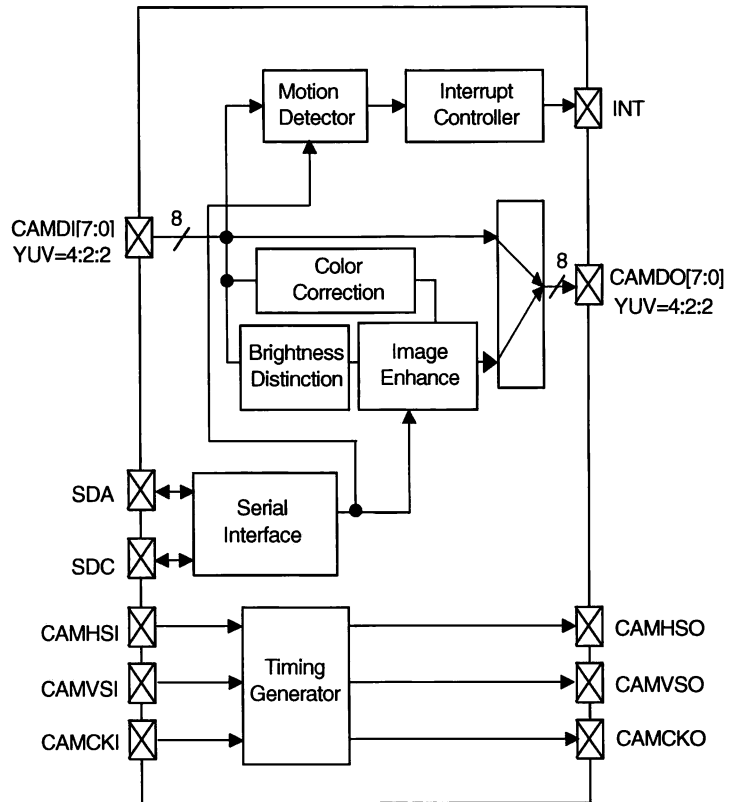 Motion
Detector
Interrupt
Controller
INT
CAMDI[7:0]
YUV=4:2:2
8
Color
Correction
8
CAMDO[7:0]
YUV=4:2:2
Brightness
Distinction
Image
Enhance
SDA
SDC
Serial
Interface
CAMHSI
CAMVSI
CAMCKI
Timing
Generator
CAMHSO
CAMVSO
CAMCKO